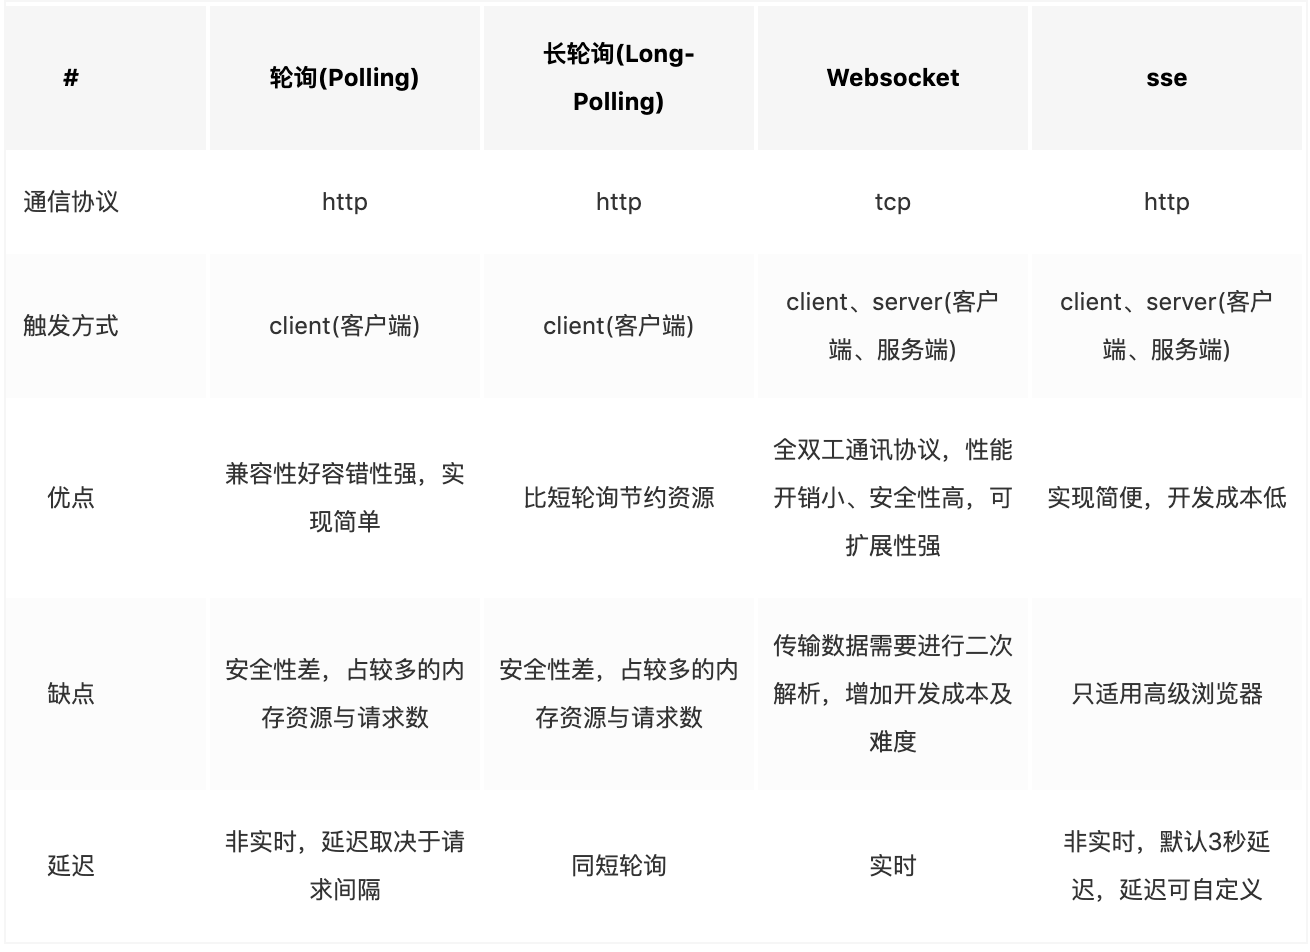 #
轮询(Polling)
长轮询(Long-
Polling)
Websocket
sse
通信协议
http
http
tcp
http
触发方式
client(客户端)
client(客户端)
client、server(客户
端、服务端)
client、server(客户
端、服务端)
优点
兼容性好容错性强，实
现简单
比短轮询节约资源
全双工通讯协议，性能
开销小、安全性高，可
扩展性强
实现简便，开发成本低
缺点
安全性差，占较多的内
存资源与请求数
安全性差，占较多的内
存资源与请求数
传输数据需要进行二次
解析，增加开发成本及
难度
只适用高级浏览器
延迟
非实时，延迟取决于请
求间隔
同短轮询
实时
非实时，默认3秒延
迟，延迟可自定义